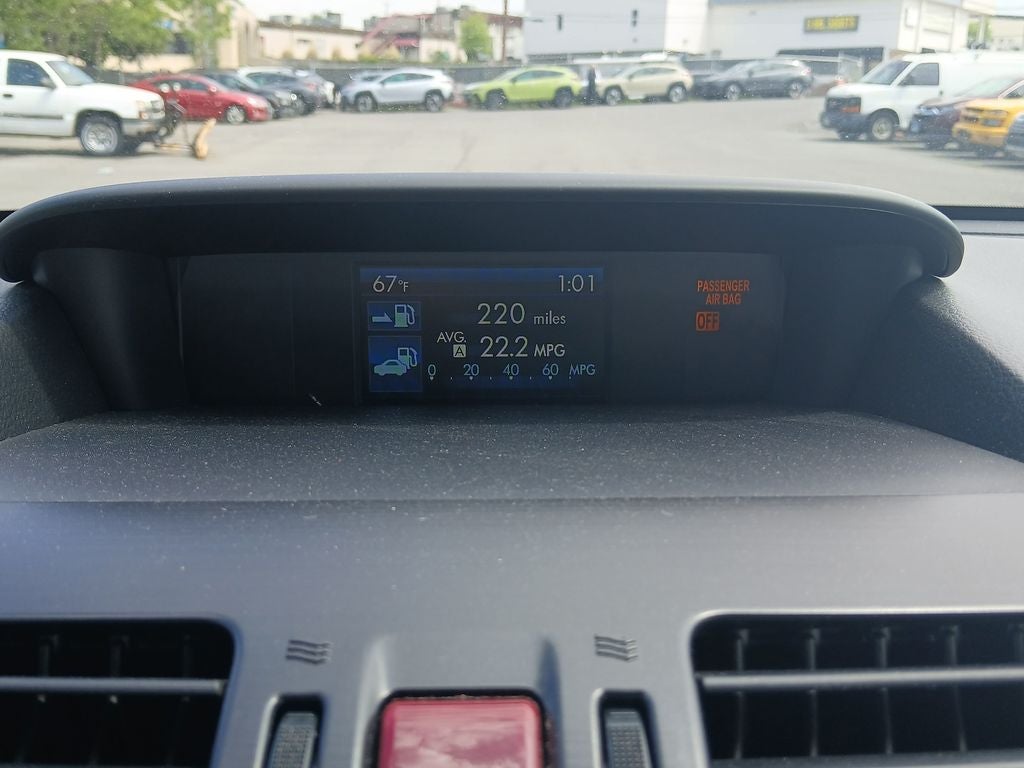 67°F 1:01
220 miles
AVG.
A 22.2 MPG
0 20 40 60 MPG
PASSENGER
AIR BAG
OFF